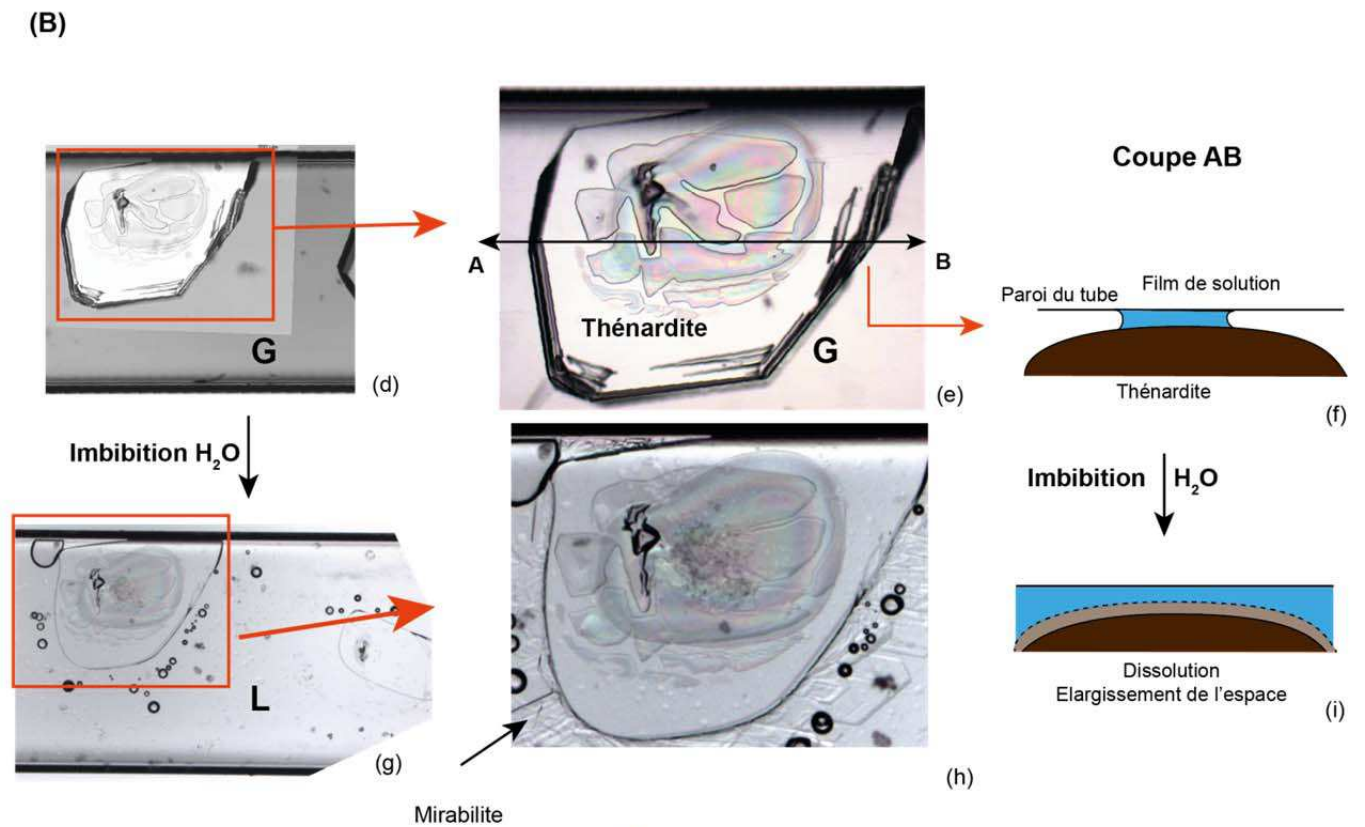 (B)
Coupe AB
A
B
Paroi du tube
Film de solution
Thénardite
G
G
(d)
(e)
Thénardite
(f)
Imbibition H₂O
Imbibition
H₂O
L
(g)
(h)
Dissolution
Elargissement de l'espace
(i)
Mirabilite